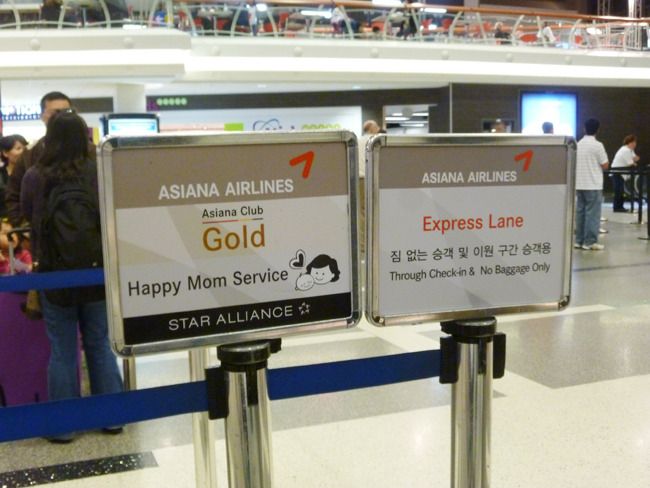 ASIANA AIRLINES
Asiana Club
Gold
Happy Mom Service
STAR ALLIANCE
ASIANA AIRLINES
Express Lane
짐 없는 승객 및 이원 구간 승객용
Through Check-in & No Baggage Only